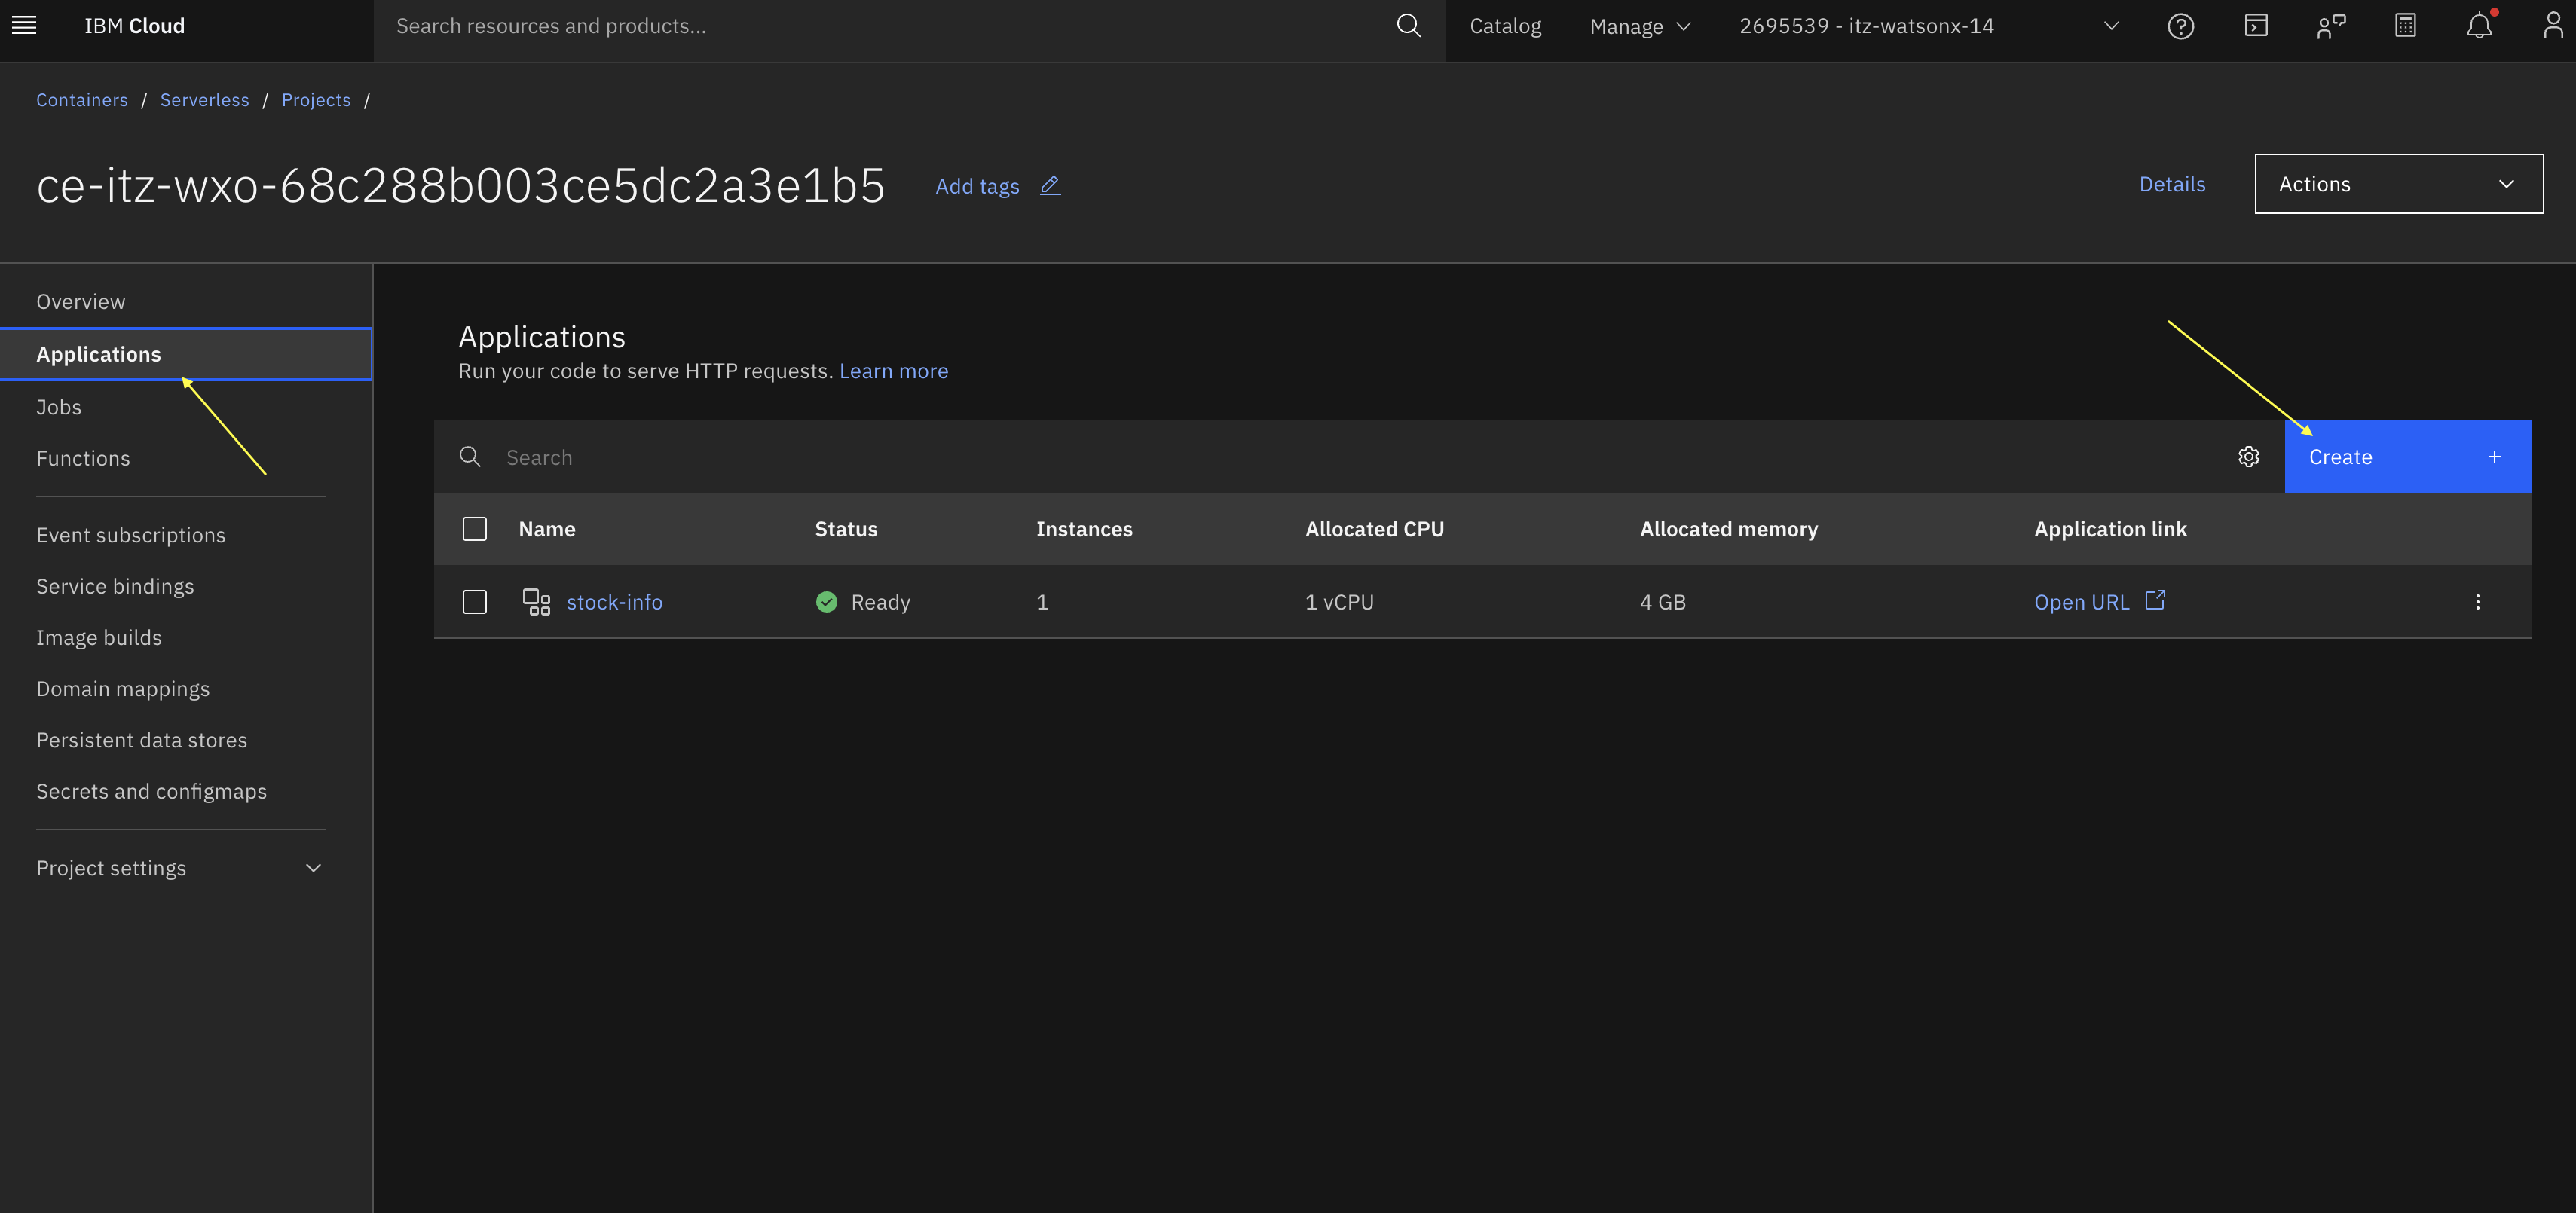 IBM Cloud
Search resources and products...
Catalog
Manage
2695539 - itz-watsonx-14
Containers / Serverless / Projects /
ce-itz-wxo-68c288b003ce5dc2a3e1b5
Add tags
Details
Actions
Overview
Applications
Jobs
Functions
Event subscriptions
Service bindings
Image builds
Domain mappings
Persistent data stores
Secrets and configmaps
Project settings
Applications
Run your code to serve HTTP requests. Learn more
Search
Create +
Name Status Instances Allocated CPU Allocated memory Application link
stock-info Ready 1 1 vCPU 4 GB Open URL